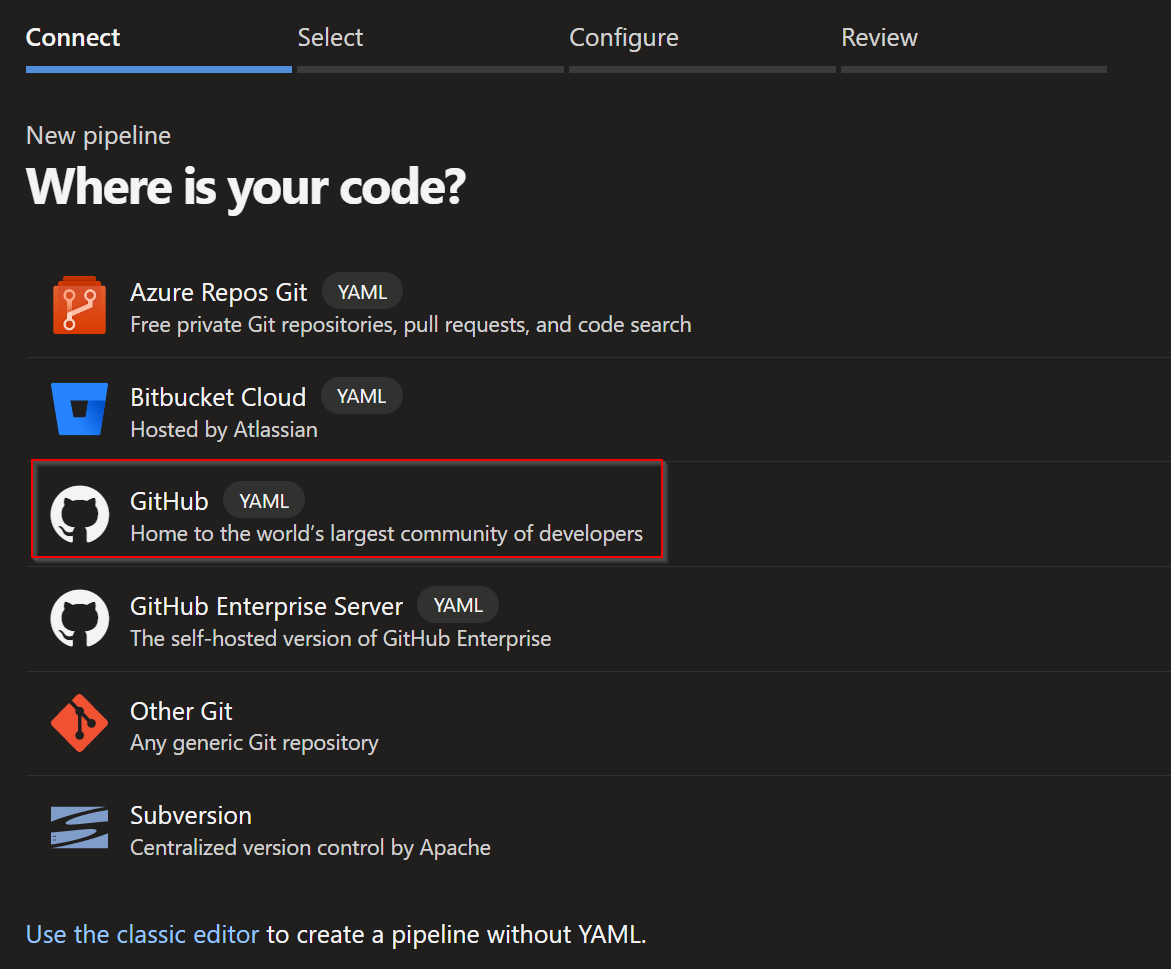 Connect Select Configure Review
New pipeline
Where is your code?
Azure Repos Git YAML
Free private Git repositories, pull requests, and code search
Bitbucket Cloud YAML
Hosted by Atlassian
GitHub YAML
Home to the world’s largest community of developers
GitHub Enterprise Server YAML
The self-hosted version of GitHub Enterprise
Other Git
Any generic Git repository
Subversion
Centralized version control by Apache
Use the classic editor to create a pipeline without YAML.